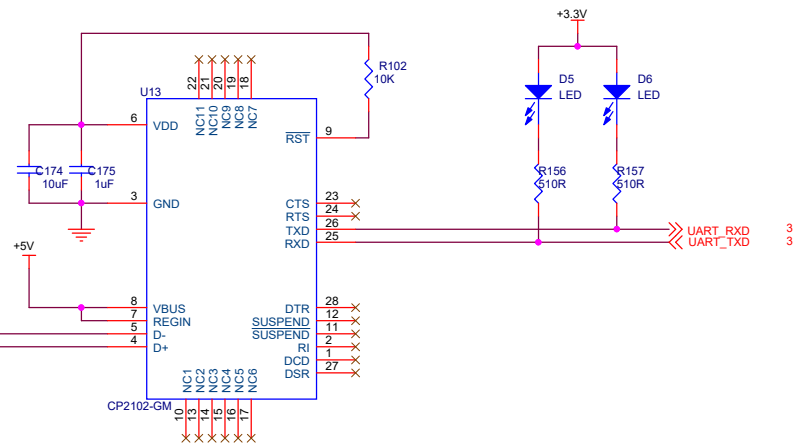 +3.3V
22
21
20
19
18
R102
10K
D5
LED
D6
LED
U13
NC11
NC10
NC9
NC8
NC7
6
VDD
9
RST
C174
10uF
C175
1uF
R156
510R
R157
510R
3
GND
CTS
23
RTS
24
TXD
26
RXD
25
UART_RXD
3
UART_TXD
3
+5V
8
VBUS
7
REGIN
5
D-
4
D+
DTR
28
SUSPEND
12
SUSPEND
11
RI
2
DCD
1
DSR
27
NC1
NC2
NC3
NC4
NC5
NC6
CP2102-GM
10
13
14
15
16
17